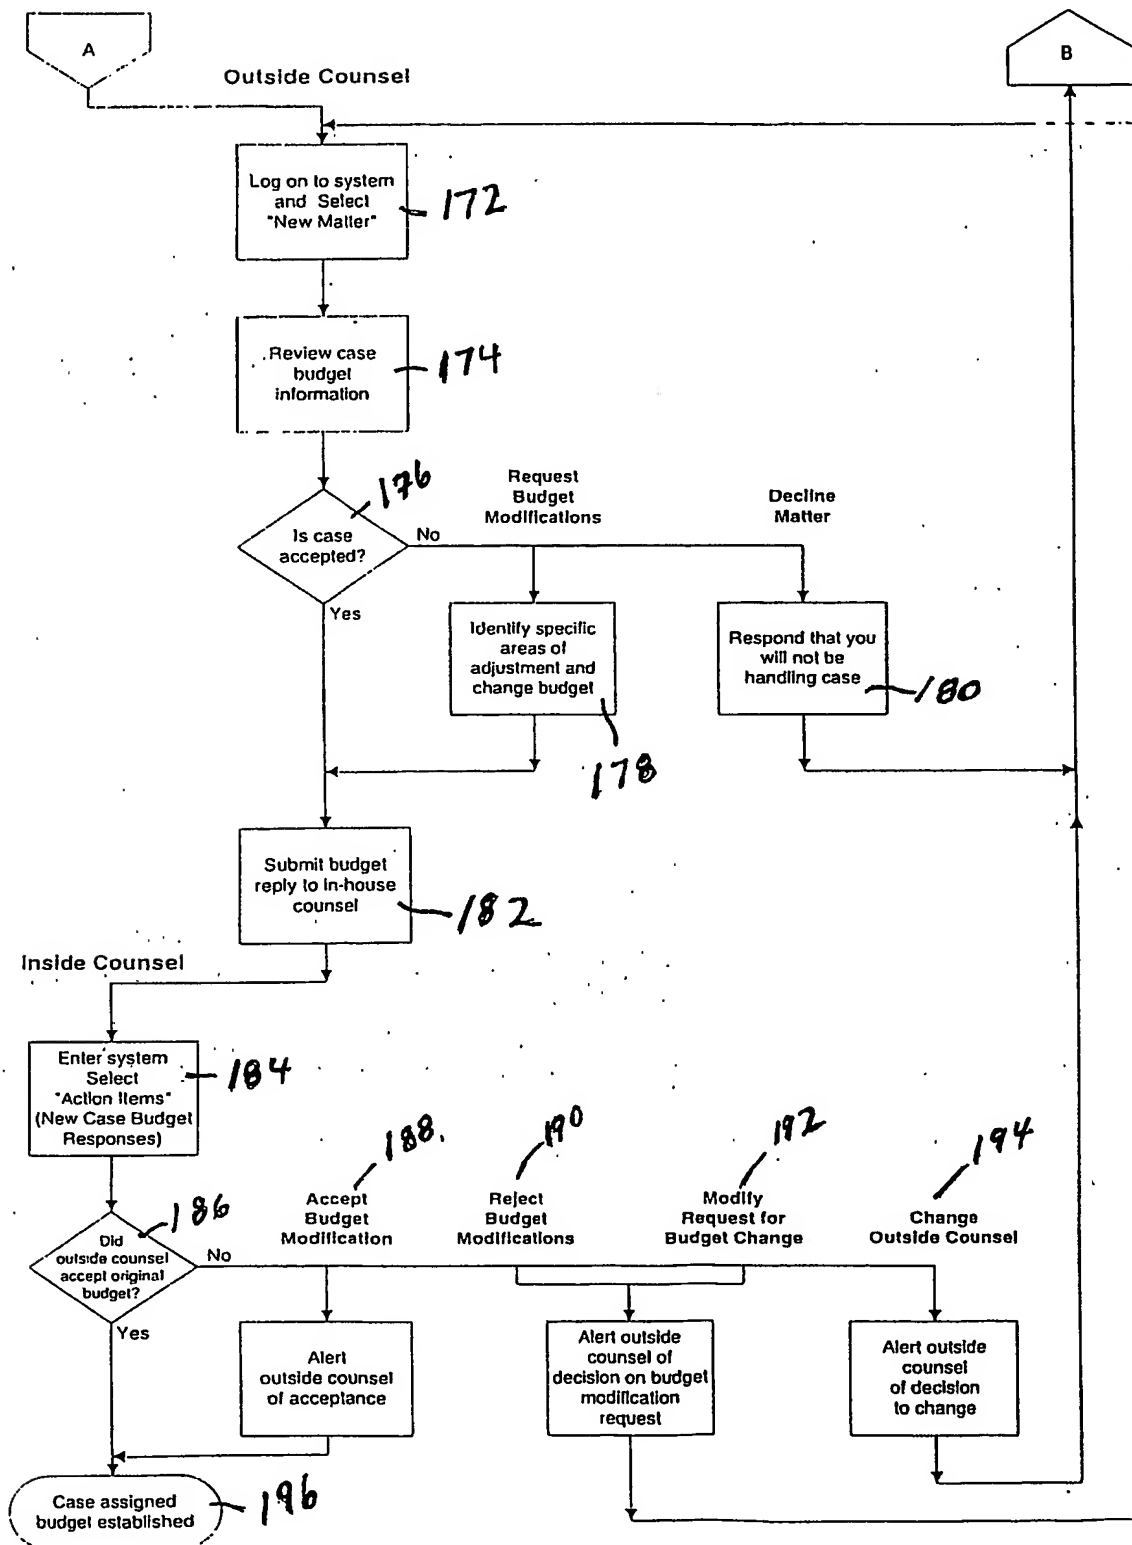 A
B
Outside Counsel
Log on to system
and Select
"New Matter"
172
Review case
budget
information
174
176
Is case
accepted?
No
Yes
Request
Budget
Modifications
Decline
Matter
Identify specific
areas of
adjustment and
change budget
178
Respond that you
will not be
handling case
180
Submit budget
reply to in-house
counsel
182
Inside Counsel
Enter system
Select
"Action Items"
(New Case Budget
Responses)
184
186
Did
outside counsel
accept original
budget?
No
Yes
188
Accept
Budget
Modification
190
Reject
Budget
Modifications
192
Modify
Request for
Budget Change
194
Change
Outside Counsel
Alert
outside counsel
of acceptance
Alert outside
counsel of
decision on budget
modification
request
Alert outside
counsel
of decision
to change
Case assigned
budget established
196